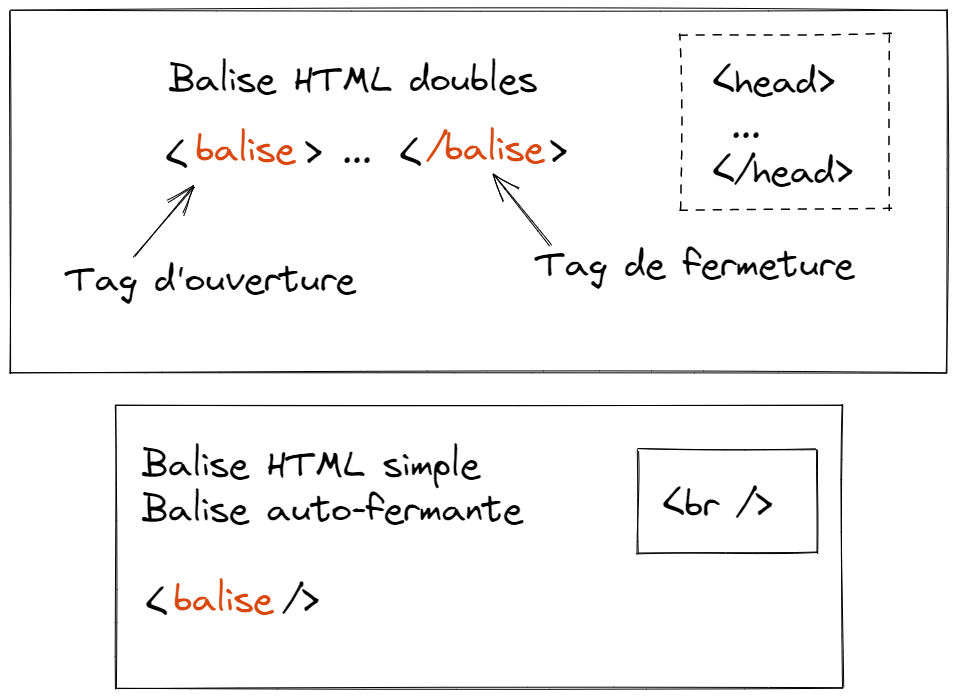 Balise HTML doubles
<balise> ... </balise>
Tag d'ouverture
Tag de fermeture
<head>
...
</head>
Balise HTML simple
Balise auto-fermante
<balise />
<br />